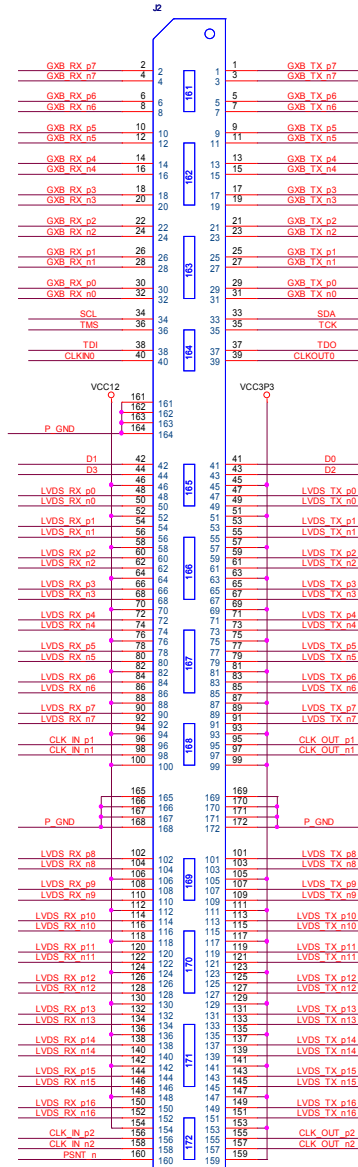 J2
GXB_RX_p7 2 2 1 1 GXB_TX_p7
GXB_RX_n7 4 4 3 3 GXB_TX_n7
161
GXB_RX_p6 6 6 5 5 GXB_TX_p6
GXB_RX_n6 8 8 7 7 GXB_TX_n6
GXB_RX_p5 10 10 9 9 GXB_TX_p5
GXB_RX_n5 12 12 11 11 GXB_TX_n5
162
GXB_RX_p4 14 14 13 13 GXB_TX_p4
GXB_RX_n4 16 16 15 15 GXB_TX_n4
GXB_RX_p3 18 18 17 17 GXB_TX_p3
GXB_RX_n3 20 20 19 19 GXB_TX_n3
GXB_RX_p2 22 22 21 21 GXB_TX_p2
GXB_RX_n2 24 24 23 23 GXB_TX_n2
163
GXB_RX_p1 26 26 25 25 GXB_TX_p1
GXB_RX_n1 28 28 27 27 GXB_TX_n1
GXB_RX_p0 30 30 29 29 GXB_TX_p0
GXB_RX_n0 32 32 31 31 GXB_TX_n0
SCL 34 34 33 33 SDA
TMS 36 36 35 35 TCK
164
TDI 38 38 37 37 TDO
CLKIN0 40 40 39 39 CLKOUT0
VCC12 VCC3P3
161 161
162 162
163 163
P_GND 164 164
D1 42 42 41 41 D0
D3 44 44 43 43 D2
165
46 46 45 45
LVDS_RX_p0 48 48 47 47 LVDS_TX_p0
LVDS_RX_n0 50 50 49 49 LVDS_TX_n0
52 52 51 51
LVDS_RX_p1 54 54 53 53 LVDS_TX_p1
LVDS_RX_n1 56 56 55 55 LVDS_TX_n1
58 58 57 57
LVDS_RX_p2 60 60 59 59 LVDS_TX_p2
LVDS_RX_n2 62 62 61 61 LVDS_TX_n2
166
64 64 63 63
LVDS_RX_p3 66 66 65 65 LVDS_TX_p3
LVDS_RX_n3 68 68 67 67 LVDS_TX_n3
70 70 69 69
LVDS_RX_p4 72 72 71 71 LVDS_TX_p4
LVDS_RX_n4 74 74 73 73 LVDS_TX_n4
76 76 75 75
LVDS_RX_p5 78 78 77 77 LVDS_TX_p5
LVDS_RX_n5 80 80 79 79 LVDS_TX_n5
167
82 82 81 81
LVDS_RX_p6 84 84 83 83 LVDS_TX_p6
LVDS_RX_n6 86 86 85 85 LVDS_TX_n6
88 88 87 87
LVDS_RX_p7 90 90 89 89 LVDS_TX_p7
LVDS_RX_n7 92 92 91 91 LVDS_TX_n7
94 94 93 93
168
CLK_IN_p1 96 96 95 95 CLK_OUT_p1
CLK_IN_n1 98 98 97 97 CLK_OUT_n1
100 100 99 99
165 165 169 169
166 166 170 170
167 167 171 171
P_GND 168 168 172 172 P_GND
LVDS_RX_p8 102 102 101 101 LVDS_TX_p8
LVDS_RX_n8 104 104 103 103 LVDS_TX_n8
106 106 105 105
169
LVDS_RX_p9 108 108 107 107 LVDS_TX_p9
LVDS_RX_n9 110 110 109 109 LVDS_TX_n9
112 112 111 111
LVDS_RX_p10 114 114 113 113 LVDS_TX_p10
LVDS_RX_n10 116 116 115 115 LVDS_TX_n10
118 118 117 117
LVDS_RX_p11 120 120 119 119 LVDS_TX_p11
LVDS_RX_n11 122 122 121 121 LVDS_TX_n11
170
124 124 123 123
LVDS_RX_p12 126 126 125 125 LVDS_TX_p12
LVDS_RX_n12 128 128 127 127 LVDS_TX_n12
130 130 129 129
LVDS_RX_p13 132 132 131 131 LVDS_TX_p13
LVDS_RX_n13 134 134 133 133 LVDS_TX_n13
136 136 135 135
LVDS_RX_p14 138 138 137 137 LVDS_TX_p14
LVDS_RX_n14 140 140 139 139 LVDS_TX_n14
171
142 142 141 141
LVDS_RX_p15 144 144 143 143 LVDS_TX_p15
LVDS_RX_n15 146 146 145 145 LVDS_TX_n15
148 148 147 147
LVDS_RX_p16 150 150 149 149 LVDS_TX_p16
LVDS_RX_n16 152 152 151 151 LVDS_TX_n16
154 154 153 153
172
CLK_IN_p2 156 156 155 155 CLK_OUT_p2
CLK_IN_n2 158 158 157 157 CLK_OUT_n2
PSNT_n 160 160 159 159